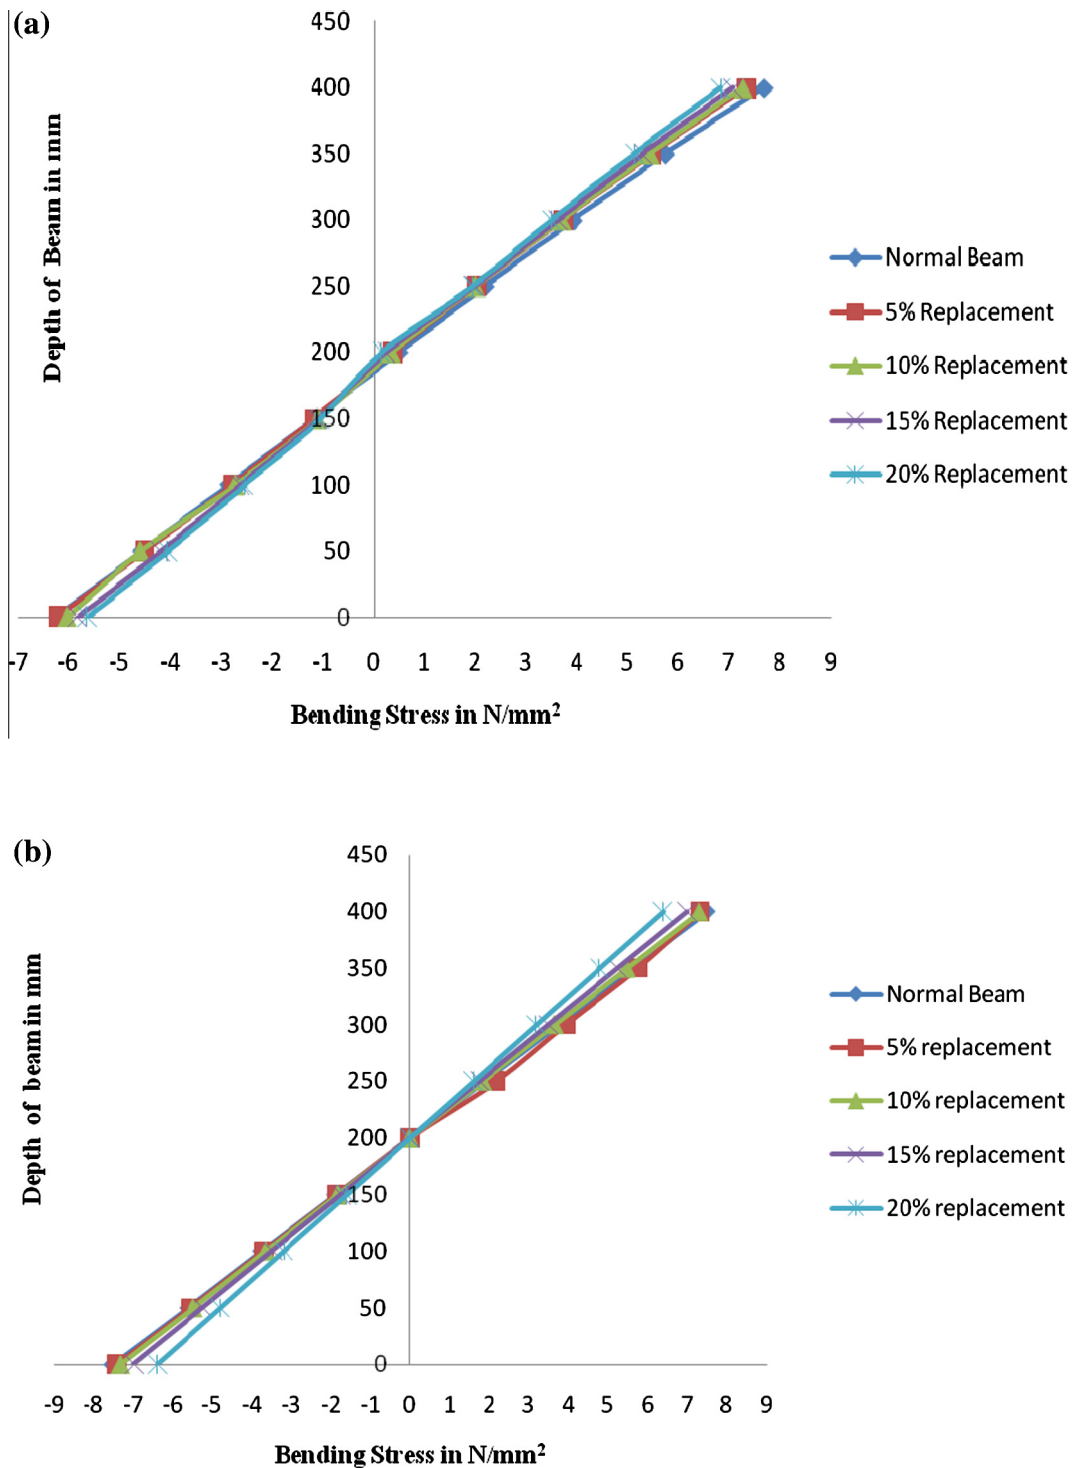 (a)
450
400
350
300
250
200
150
100
50
0
Depth of Beam in mm
-7 -6 -5 -4 -3 -2 -1 0 1 2 3 4 5 6 7 8 9
Bending Stress in N/mm²
Normal Beam
5% Replacement
10% Replacement
15% Replacement
20% Replacement
(b)
450
400
350
300
250
200
150
100
50
0
Depth of beam in mm
-9 -8 -7 -6 -5 -4 -3 -2 -1 0 1 2 3 4 5 6 7 8 9
Bending Stress in N/mm²
Normal Beam
5% replacement
10% replacement
15% replacement
20% replacement